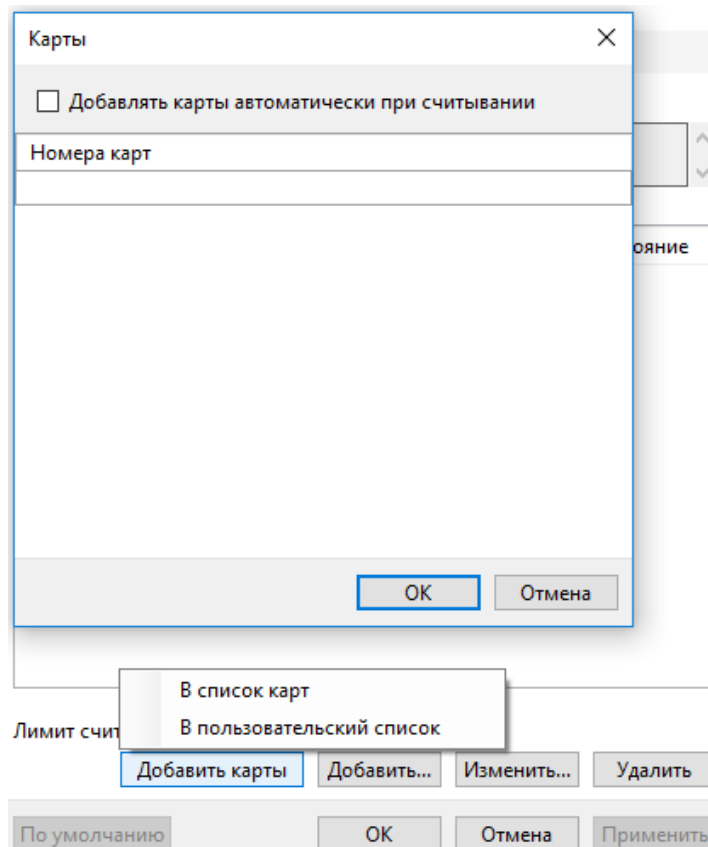 Карты
Добавлять карты автоматически при считывании
Номера карт
ояние
OK
Отмена
В список карт
Лимит счит
В пользовательский список
Добавить карты
Добавить...
Изменить...
Удалить
По умолчанию
OK
Отмена
Применить